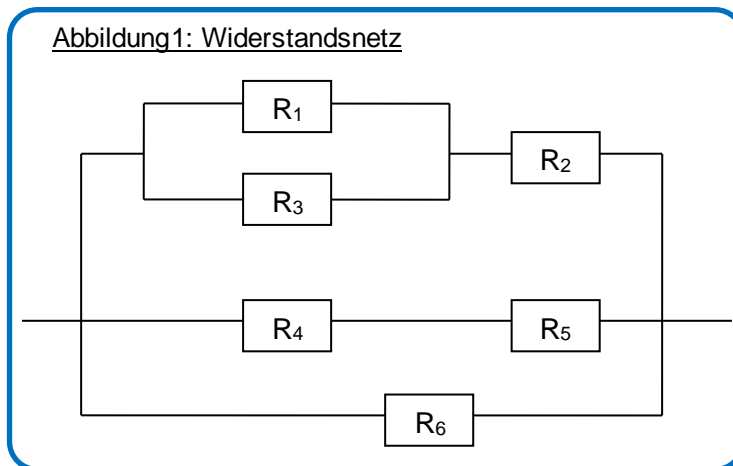 Abbildung1: Widerstandsnetz
R₁
R₂
R₃
R₄
R₅
R₆